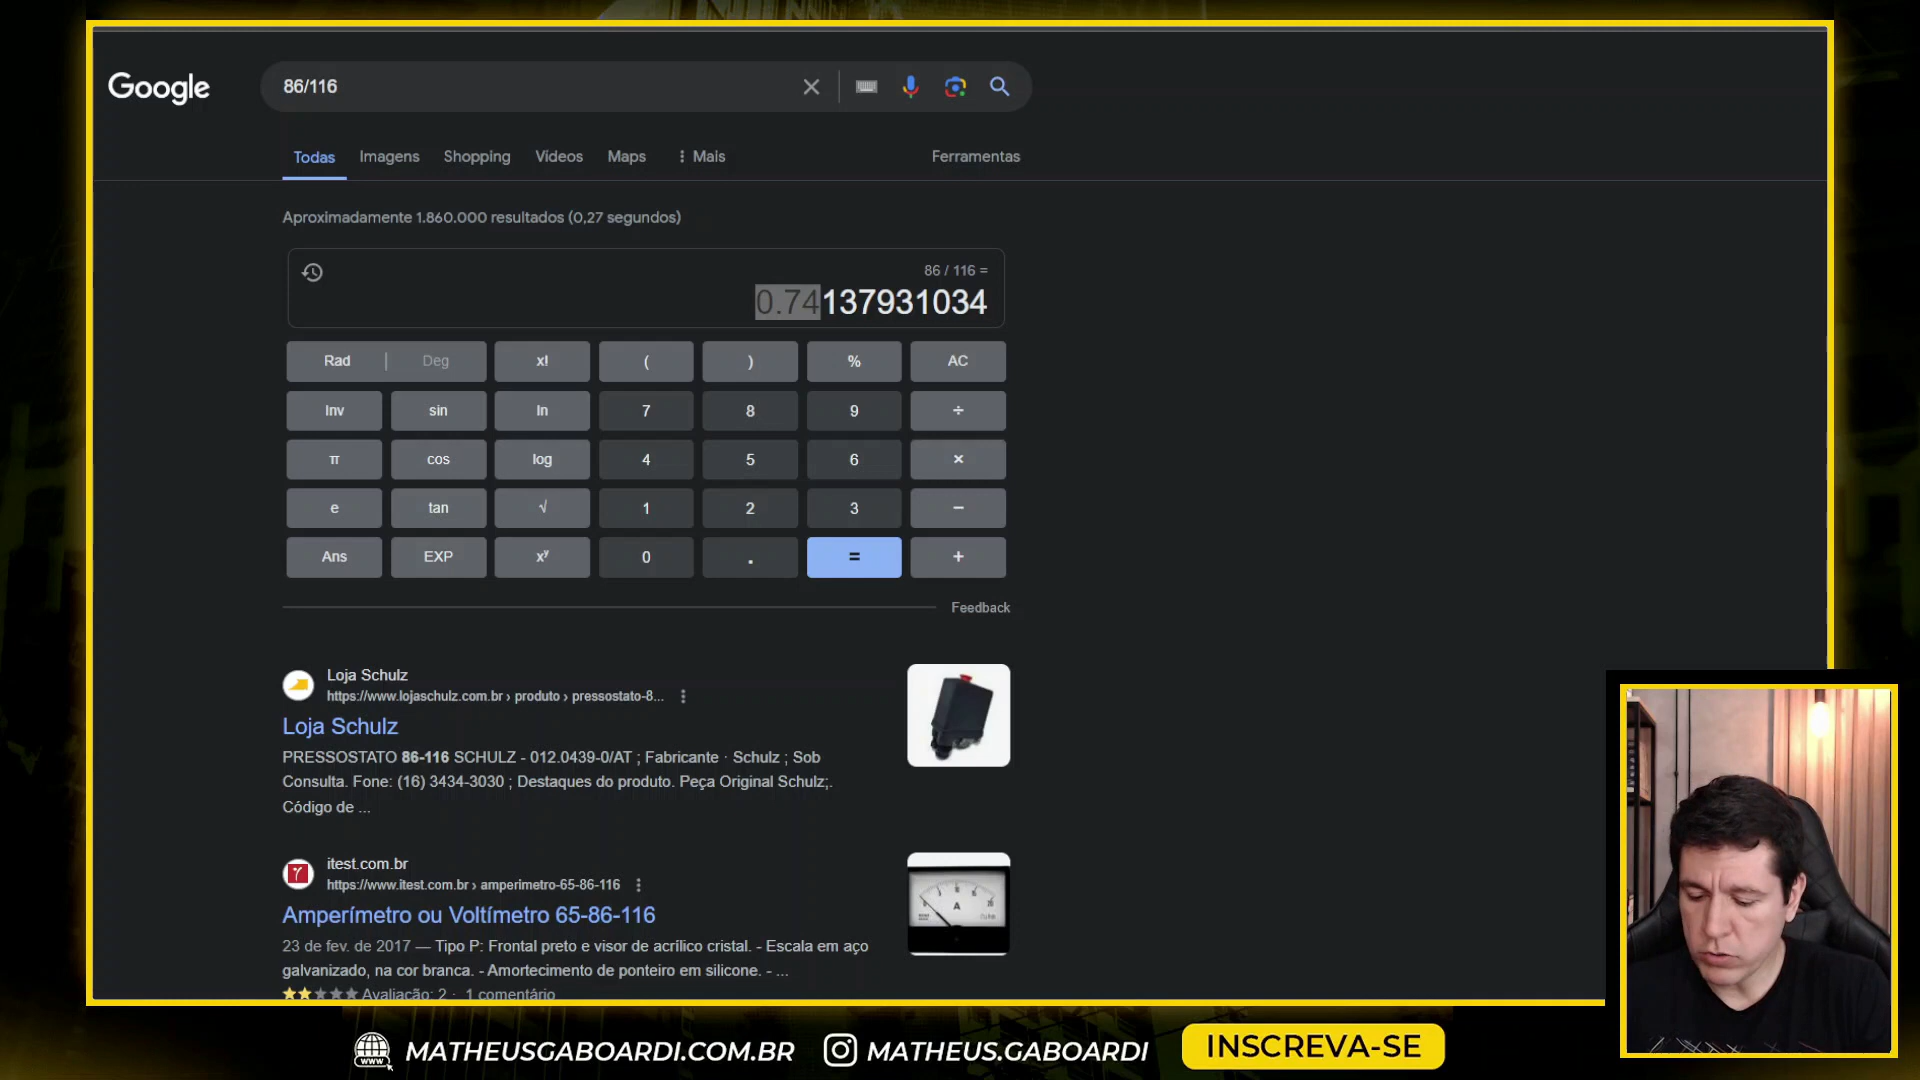 Google
86/116
Todas
Imagens
Shopping
Vídeos
Maps
Mais
Ferramentas
Aproximadamente 1.860.000 resultados (0,27 segundos)
86 / 116 =
0.74137931034
Rad | Deg x! ( ) % AC
Inv sin ln 7 8 9 ÷
π cos log 4 5 6 ×
e tan √ 1 2 3 −
Ans EXP xʸ 0 . = +
Feedback
Loja Schulz
https://www.lojaschulz.com.br › produto › pressostato-8...
Loja Schulz
PRESSOSTATO 86-116 SCHULZ - 012.0439-0/AT ; Fabricante · Schulz ; Sob
Consulta. Fone: (16) 3434-3030 ; Destaques do produto. Peça Original Schulz;.
Código de ...
itest.com.br
https://www.itest.com.br › amperimetro-65-86-116
Amperímetro ou Voltímetro 65-86-116
23 de fev. de 2017 — Tipo P: Frontal preto e visor de acrílico cristal. - Escala em aço
galvanizado, na cor branca. - Amortecimento de ponteiro em silicone. - ...
Avaliação: 2 · 1 comentário
A
WWW
MATHEUSGABOARDI.COM.BR
MATHEUS.GABOARDI
INSCREVA-SE